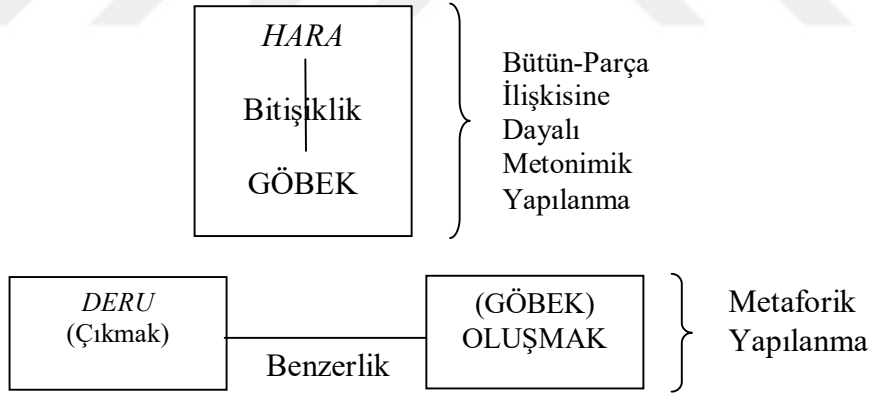 HARA
Bitişiklik
GÖBEK
Bütün-Parça
İlişkisine
Dayalı
Metonimik
Yapılanma
DERU
(Çıkmak)
Benzerlik
(GÖBEK)
OLUŞMAK
Metaforik
Yapılanma